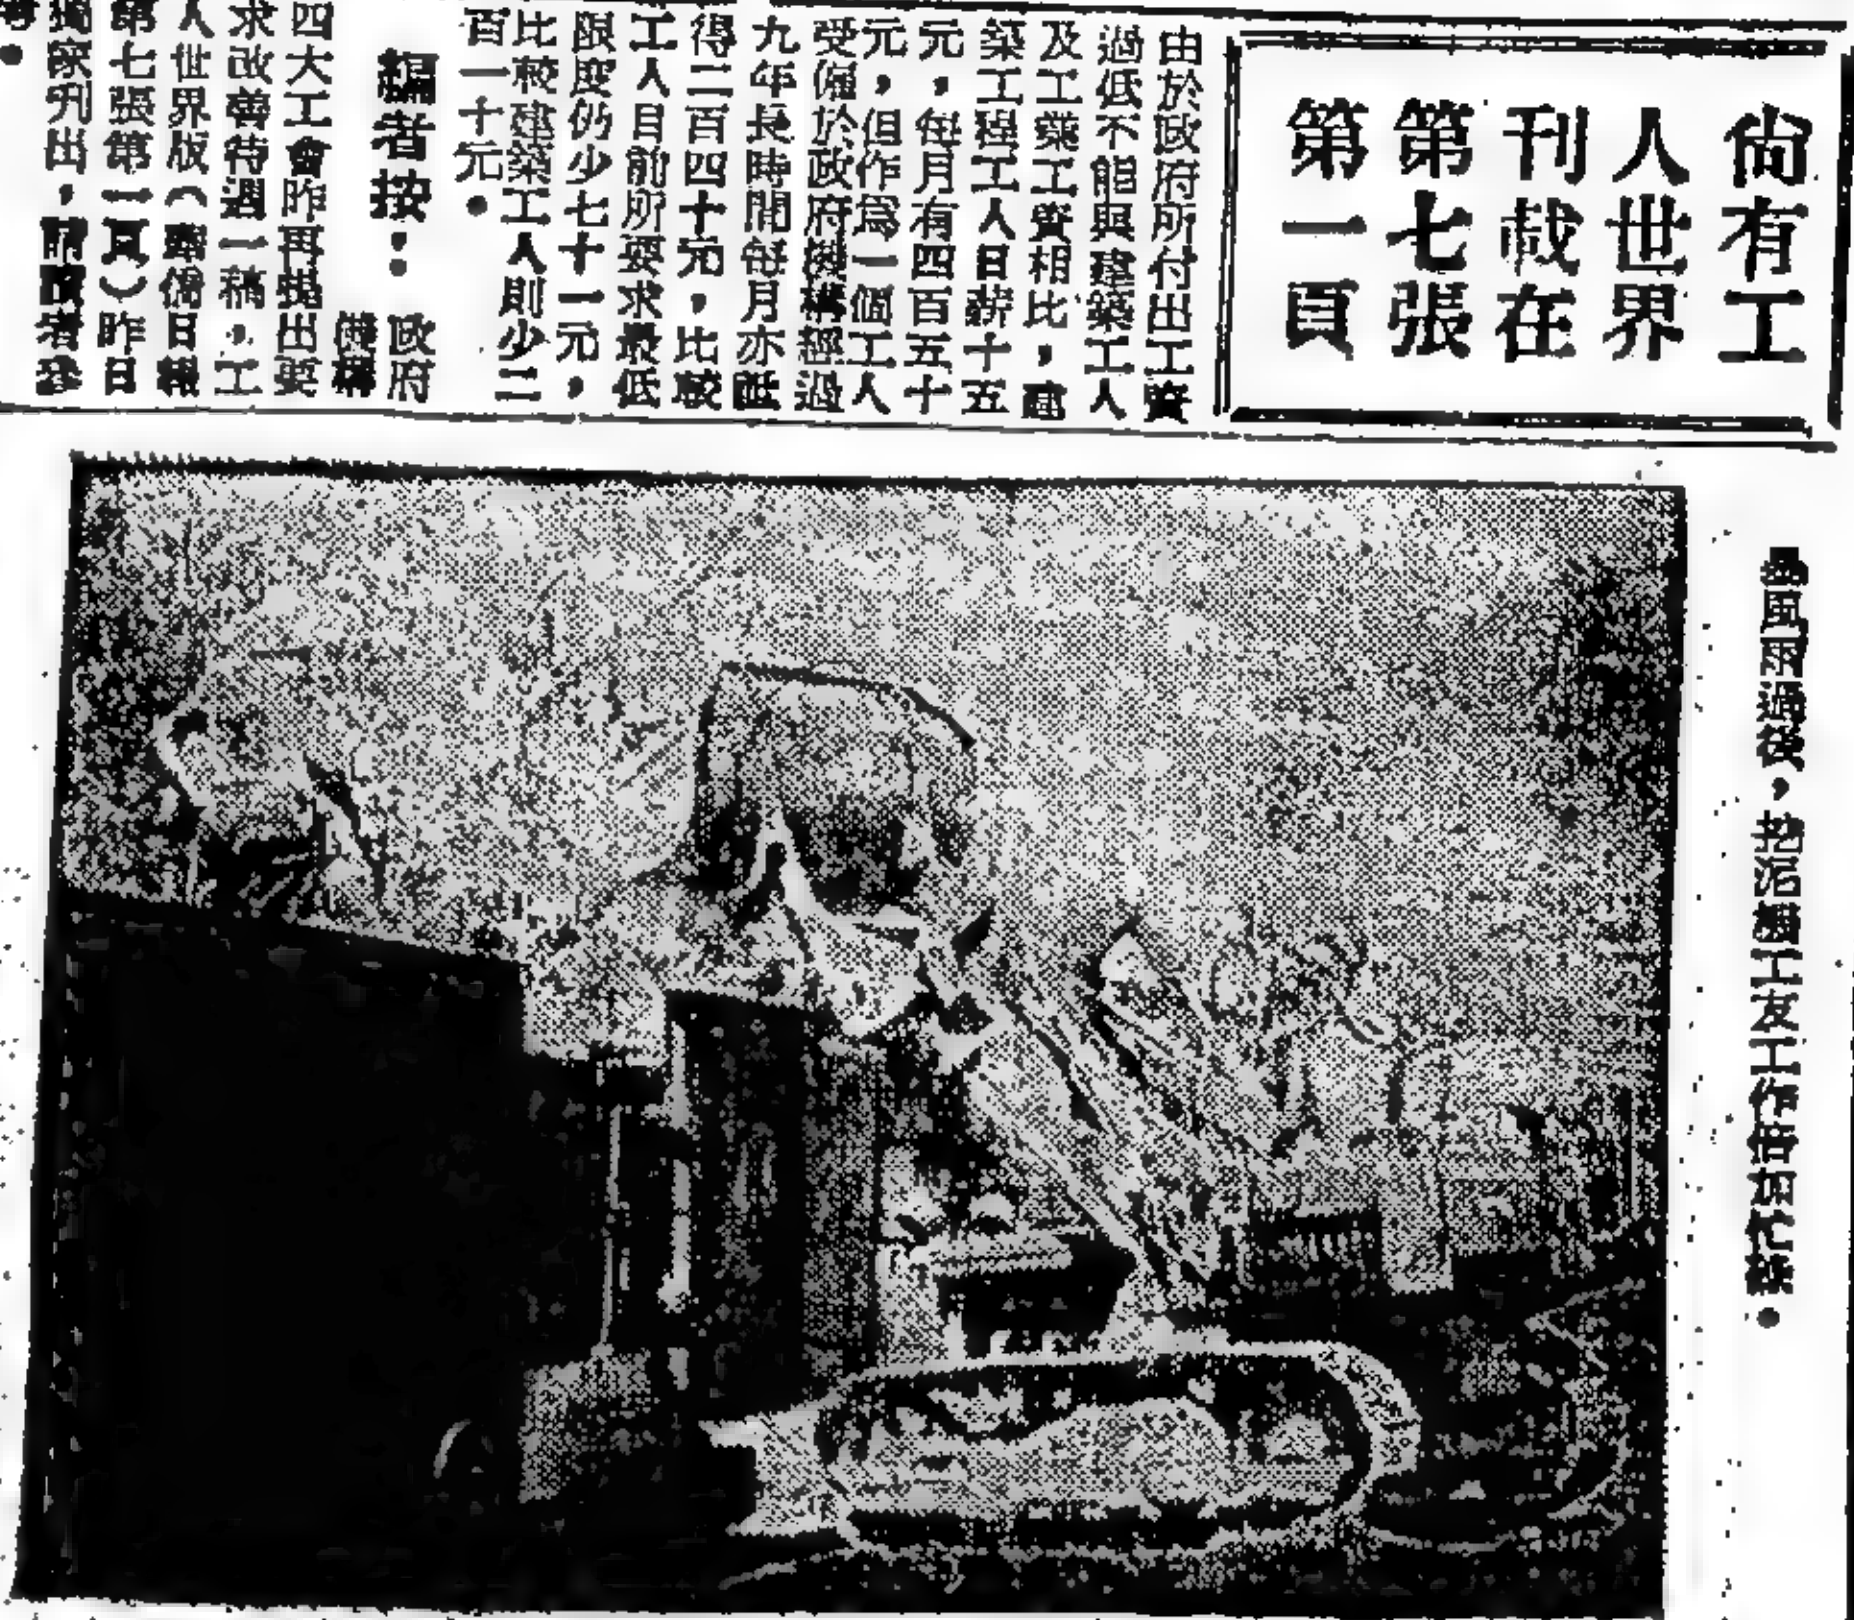 尚有工
人世界
刊載在
第七張
第一頁
由於政府所付出工資
過低不能與建築工人
及工業工資相比，建
築工程工人日薪十五
元，每月有四百五十
元，但作爲一個工人
受僱於政府機構經過
九年長時間每月亦祗
得二百四十元，比較
工人目前所要求最低
限度仍少七十一元，
比較建築工人則少二
百一十元。
編者按：政府
機構
四大工會昨再提出要
求改善待遇一稿，工
人世界版（華僑日報
第七張第一頁）昨日
獨家刊出，請讀者參
考。
風雨過後，挖泥機工友工作倍增忙碌。